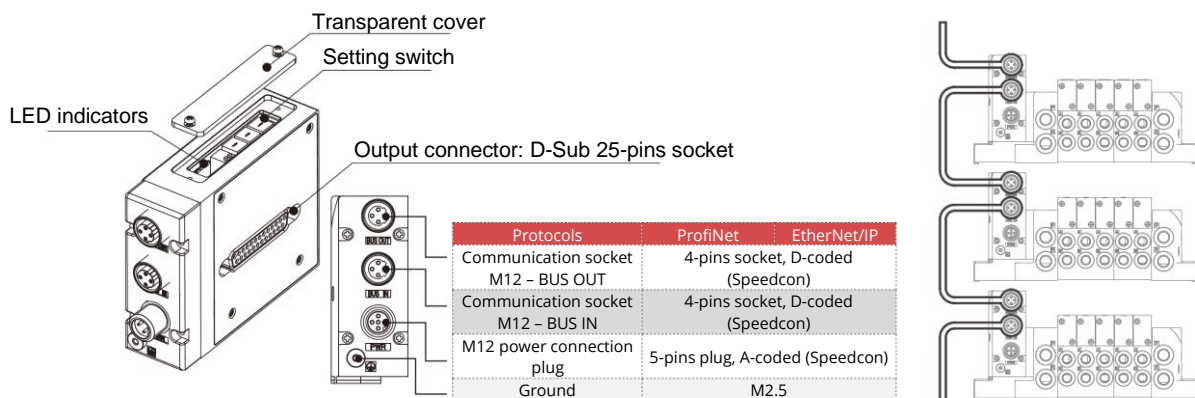 Transparent cover
Setting switch
LED indicators
Output connector: D-Sub 25-pins socket
BUS OUT
BUS IN
PWR
Protocols ProfiNet EtherNet/IP
Communication socket
M12 – BUS OUT
4-pins socket, D-coded
(Speedcon)
Communication socket
M12 – BUS IN
4-pins socket, D-coded
(Speedcon)
M12 power connection
plug
5-pins plug, A-coded (Speedcon)
Ground M2.5